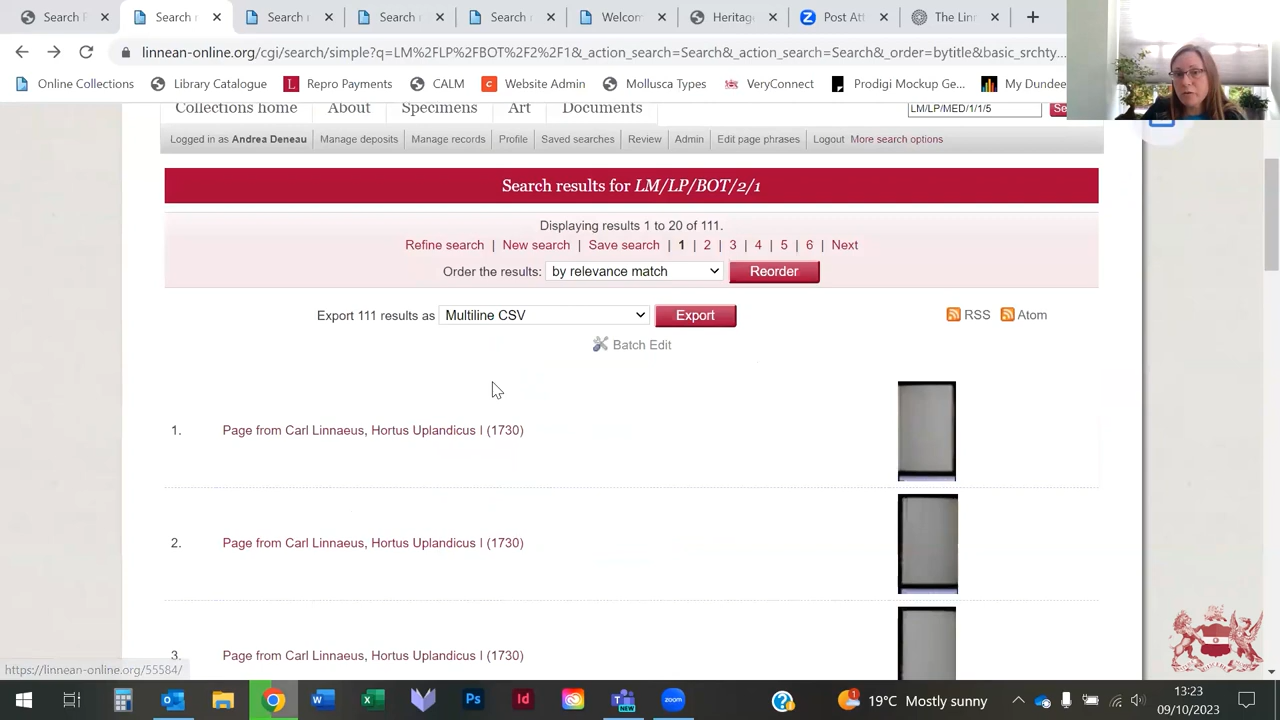 Search P
Search r
Search r
Search r
Search r
Welcom
Heritag
Post Att
The Linn
linnean-online.org/cgi/search/simple?q=LM%2FLP%2FBOT%2F2%2F1&_action_search=Search&_action_search=Search&_order=bytitle&basic_srchty...
Online Collections
Library Catalogue
Repro Payments
CALM
Website Admin
Mollusca Types
VeryConnect
Prodigi Mockup Ge...
My Dundee
Collections home
About
Specimens
Art
Documents
LM/LP/MED/1/1/5
Se
Logged in as Andrea Deneau
Manage deposits
Manage records
Profile
Saved searches
Review
Admin
Edit page phrases
Logout
More search options
Search results for LM/LP/BOT/2/1
Displaying results 1 to 20 of 111.
Refine search | New search | Save search | 1 | 2 | 3 | 4 | 5 | 6 | Next
Order the results: by relevance match Reorder
Export 111 results as Multiline CSV Export
RSS Atom
Batch Edit
1. Page from Carl Linnaeus, Hortus Uplandicus I (1730)
2. Page from Carl Linnaeus, Hortus Uplandicus I (1730)
3. Page from Carl Linnaeus, Hortus Uplandicus I (1730)
https://linnean-online.org/55584/
19°C Mostly sunny
13:23
09/10/2023